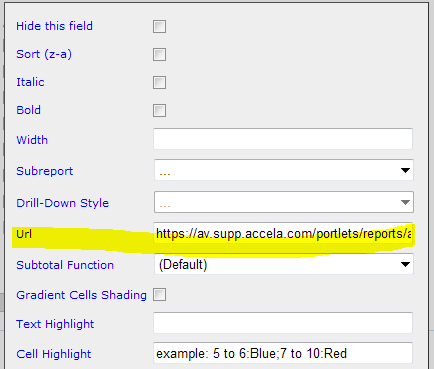 Hide this field
Sort (z-a)
Italic
Bold
Width
Subreport ...
Drill-Down Style ...
Url https://av.supp.accela.com/portlets/reports/a
Subtotal Function (Default)
Gradient Cells Shading
Text Highlight
Cell Highlight example: 5 to 6:Blue;7 to 10:Red